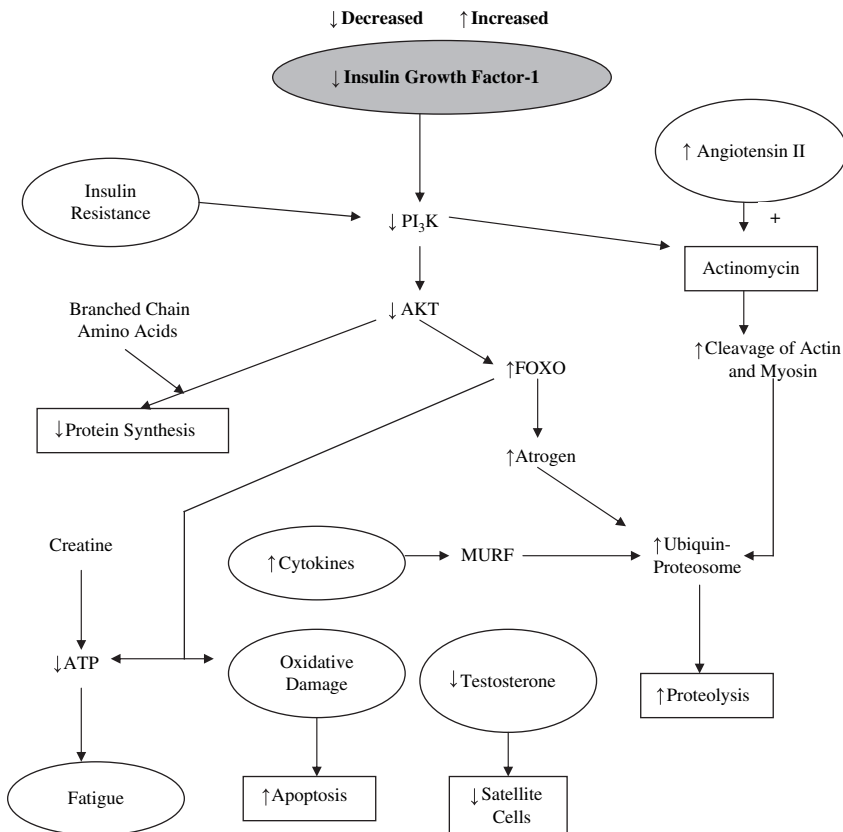 ↓Decreased ↑Increased
↓Insulin Growth Factor-1
↑ Angiotensin II
Insulin
Resistance
↓PI₃K
+
Actinomycin
Branched Chain
Amino Acids
↓AKT
↑Cleavage of Actin
and Myosin
↑FOXO
↓Protein Synthesis
↑Atrogen
Creatine
↑Cytokines
MURF
↑Ubiquin-
Proteosome
↓ATP
Oxidative
Damage
↓Testosterone
↑Proteolysis
Fatigue
↑Apoptosis
↓Satellite
Cells